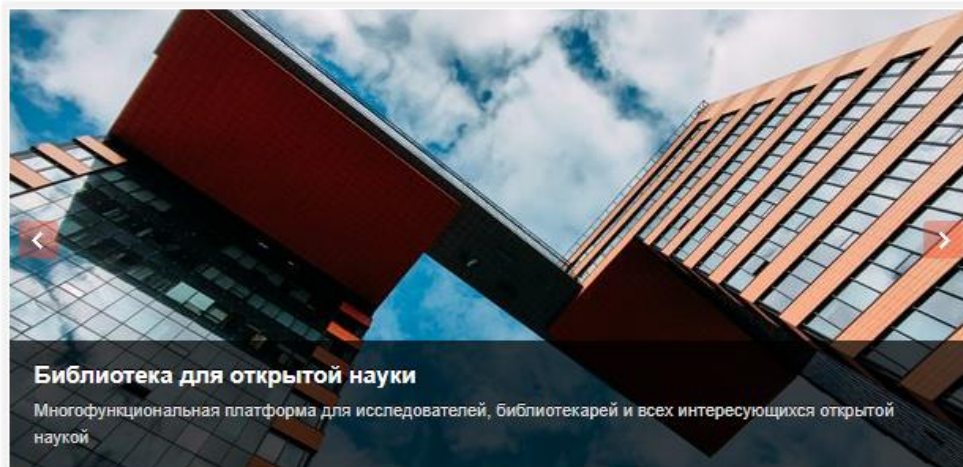 Библиотека для открытой науки
Многофункциональная платформа для исследователей, библиотекарей и всех интересующихся открытой
наукой